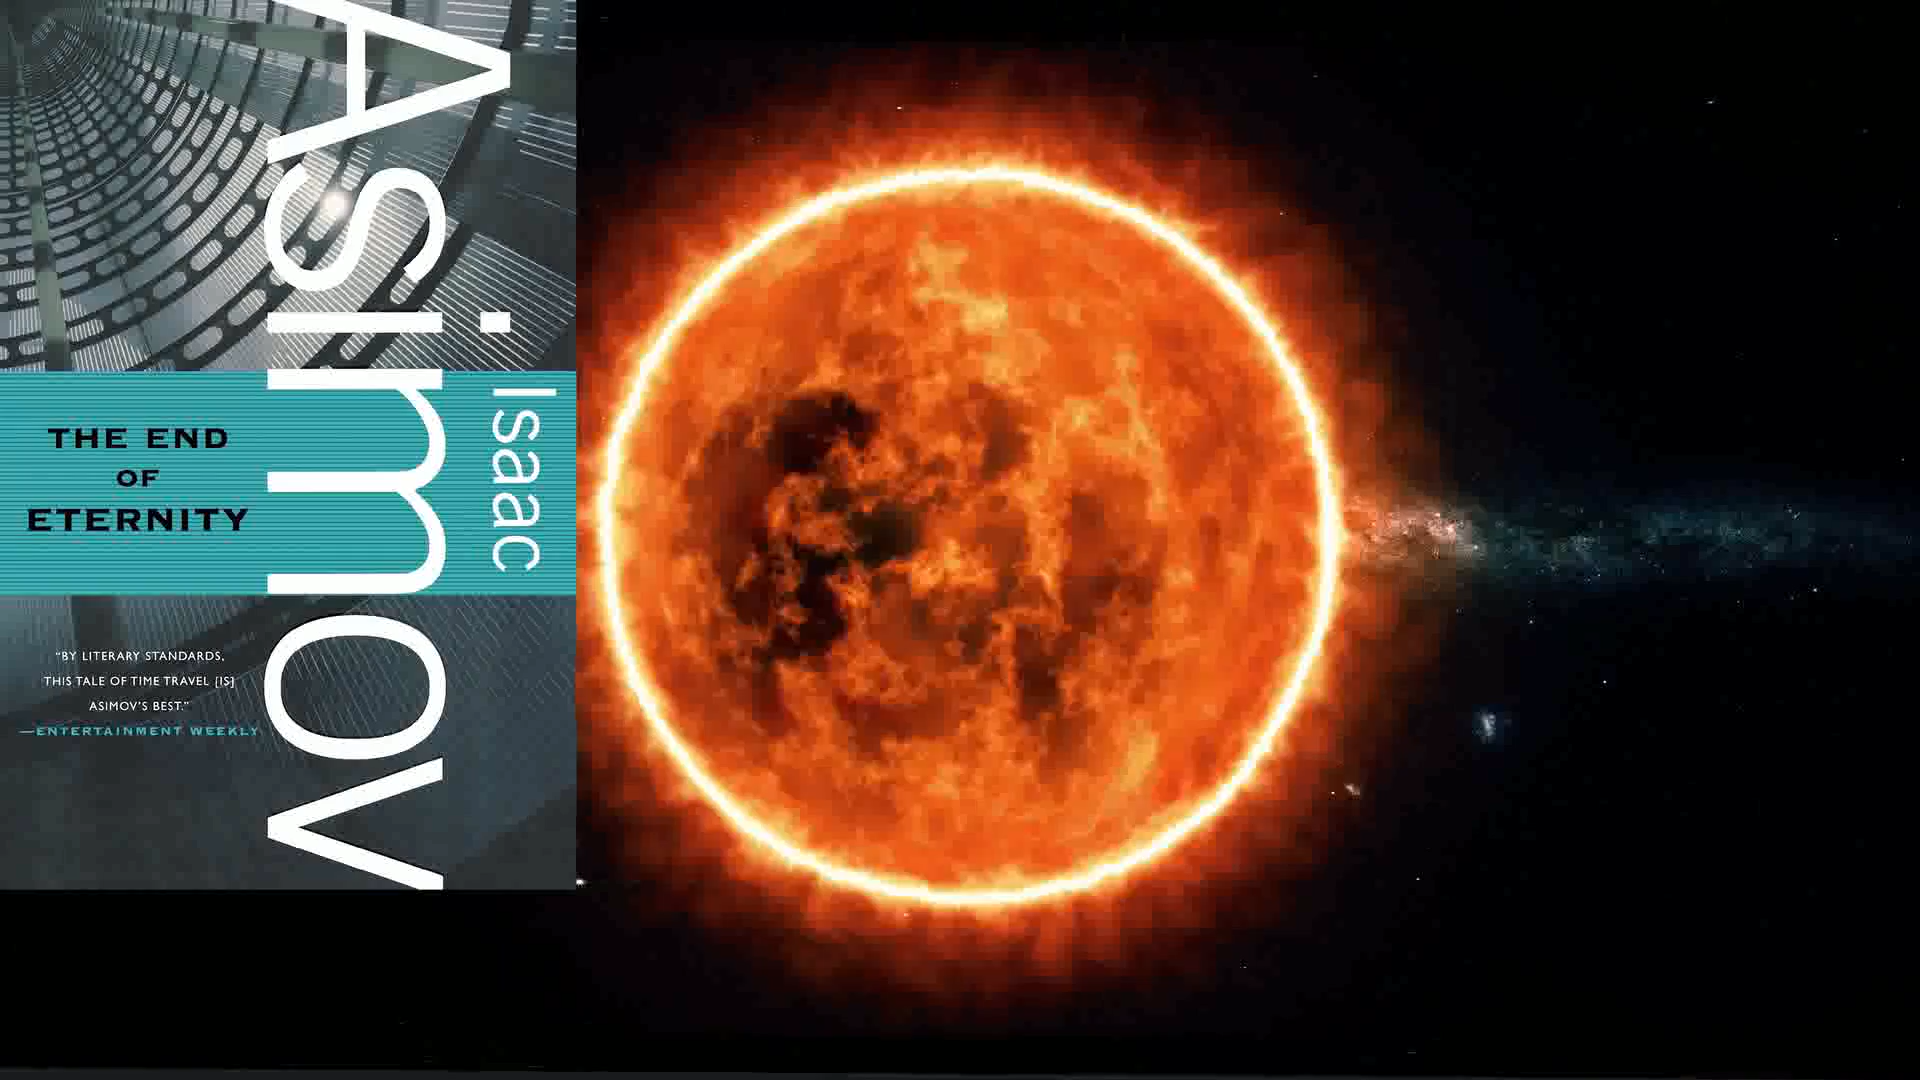 Isaac
Asimov
THE END
OF
ETERNITY
“BY LITERARY STANDARDS,
THIS TALE OF TIME TRAVEL [IS]
ASIMOV’S BEST.”
—ENTERTAINMENT WEEKLY